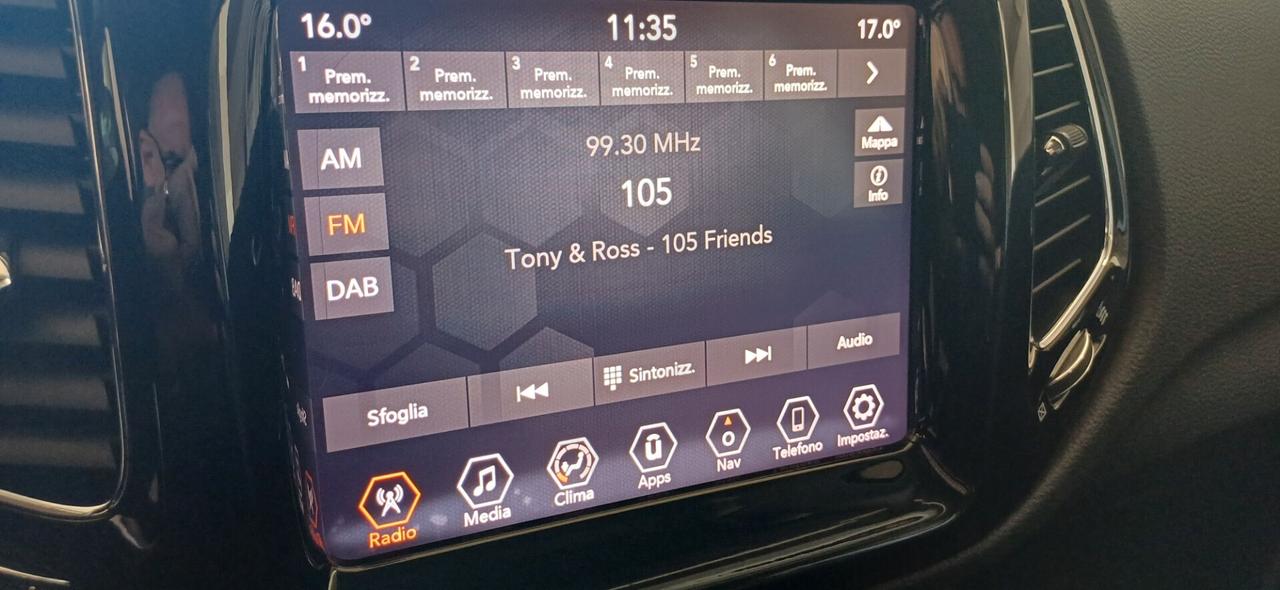 16.0° 11:35 17.0°
1 2 3 4 5 6
Prem. Prem. Prem. Prem. Prem. Prem.
memorizz. memorizz. memorizz. memorizz. memorizz. memorizz.
AM
FM
DAB
99.30 MHz
105
Tony & Ross - 105 Friends
Mappa
Info
Sfoglia Sintonizz. Audio
Radio Media Clima Apps Nav Telefono Impostaz.